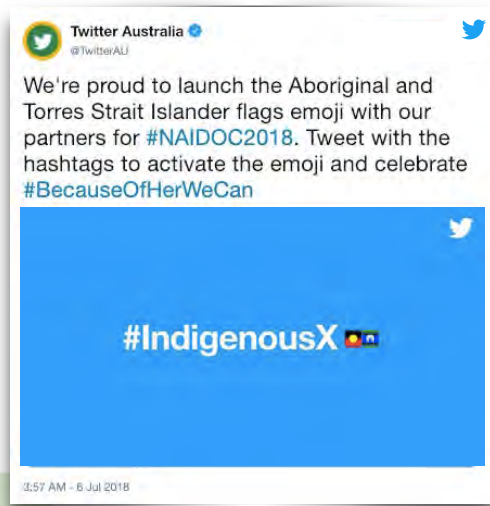 Twitter Australia
@TwitterAU
We're proud to launch the Aboriginal and
Torres Strait Islander flags emoji with our
partners for #NAIDOC2018. Tweet with the
hashtags to activate the emoji and celebrate
#BecauseOfHerWeCan
#IndigenousX
3:57 AM - 6 Jul 2018